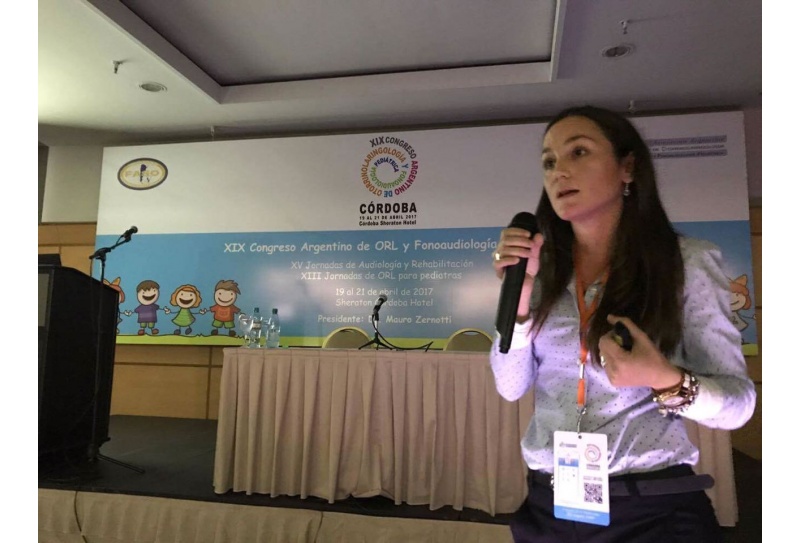 FASO
XIX CONGRESO ARGENTINO DE OTORRINOLARINGOLOGÍA Y FONOAUDIOLOGÍA
PEDIÁTRICA
CÓRDOBA
19 AL 21 DE ABRIL 2017
Córdoba Sheraton Hotel
XIX Congreso Argentino de ORL y Fonoaudiología
XV Jornadas de Audiología y Rehabilitación
XIII Jornadas de ORL para pediatras
19 al 21 de abril de 2017
Sheraton Córdoba Hotel
Presidente: Dr. Mauro Zernotti